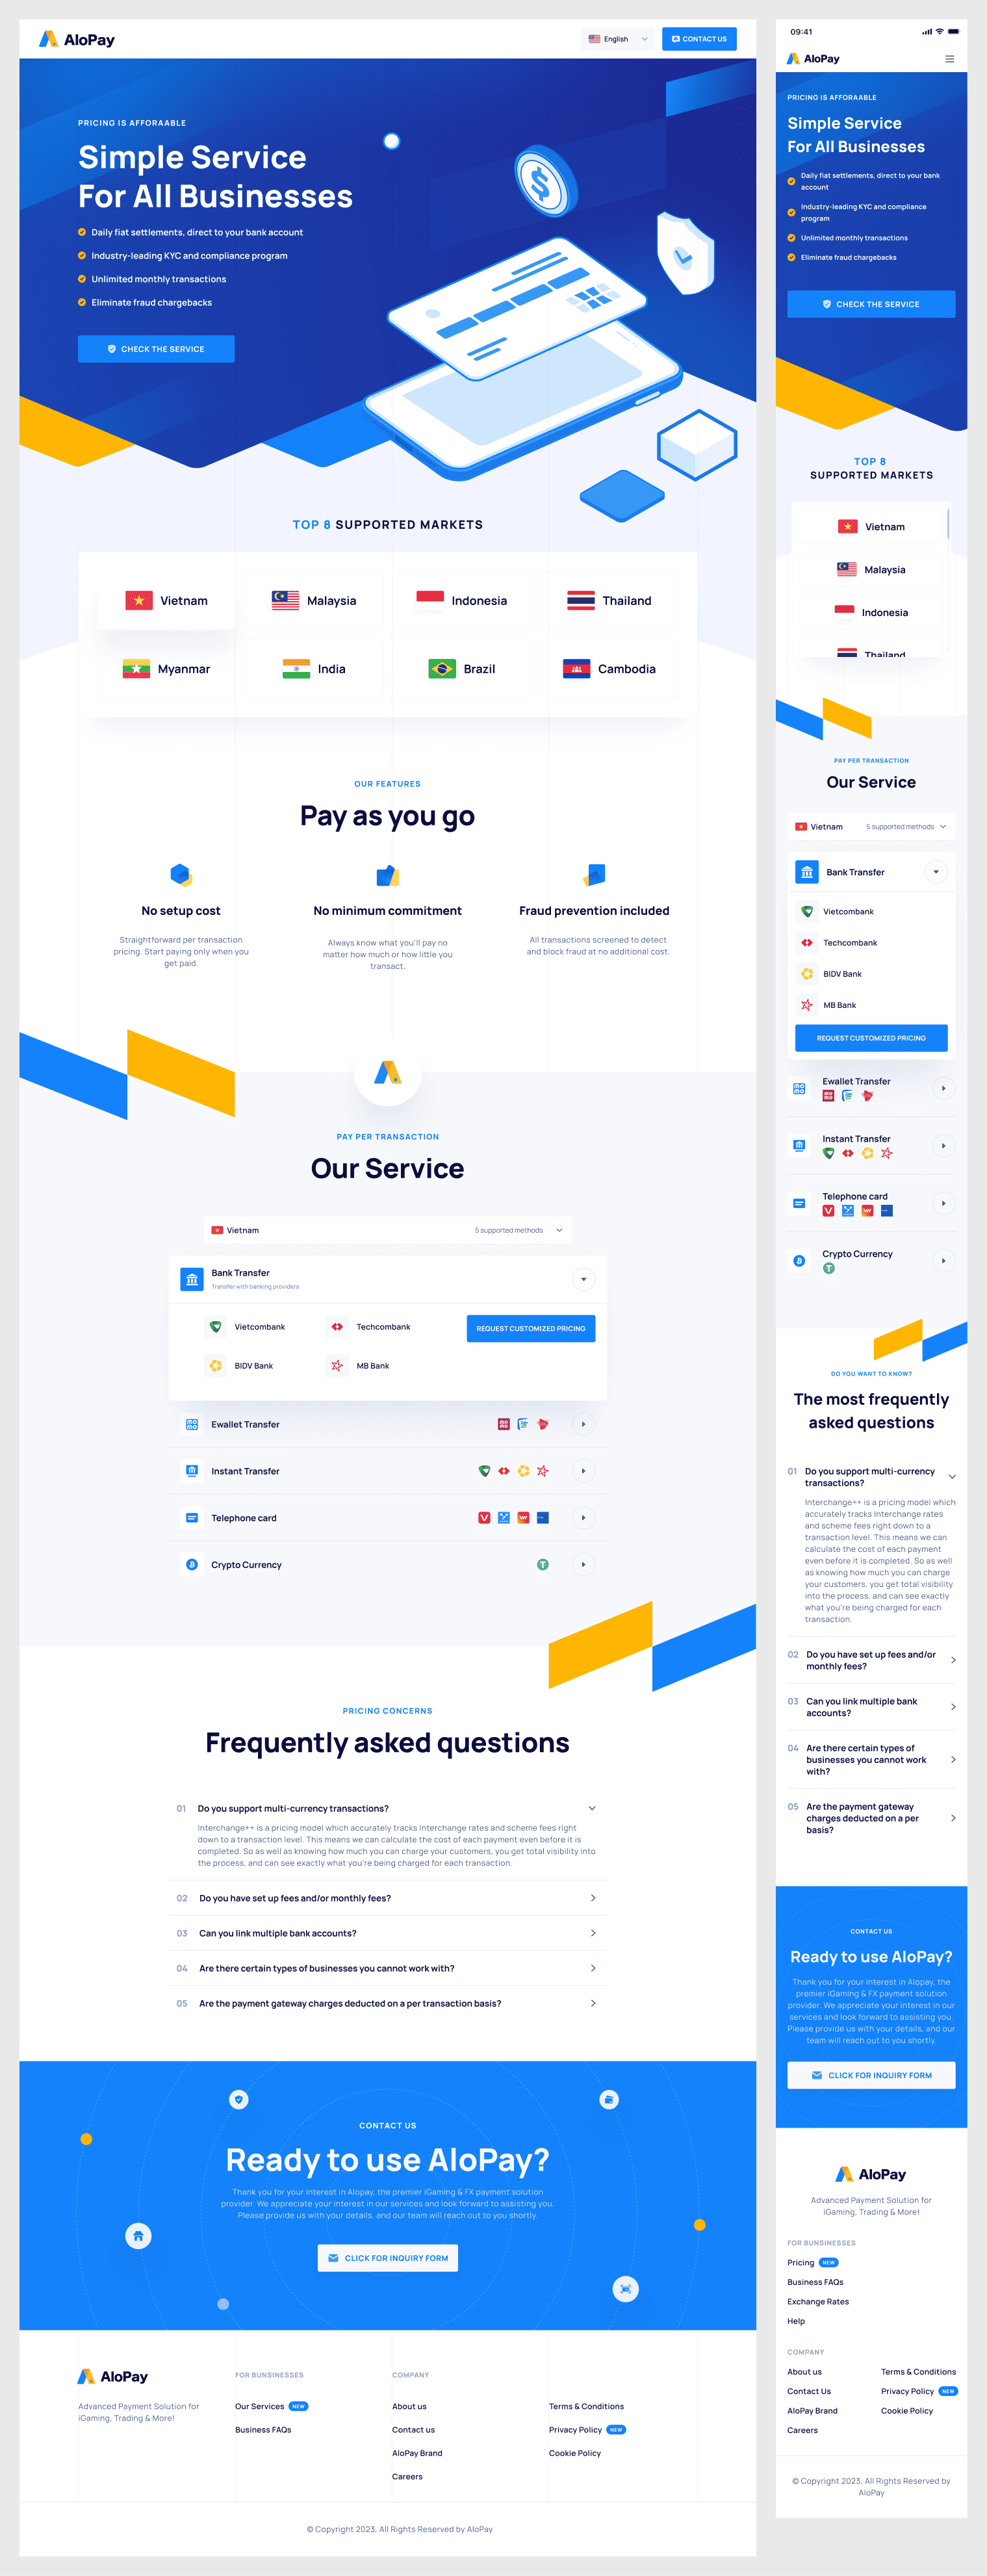 AloPay
English
CONTACT US
PRICING IS AFFORAABLE
Simple Service
For All Businesses
Daily fiat settlements, direct to your bank account
Industry-leading KYC and compliance program
Unlimited monthly transactions
Eliminate fraud chargebacks
CHECK THE SERVICE
TOP 8 SUPPORTED MARKETS
Vietnam
Malaysia
Indonesia
Thailand
Myanmar
India
Brazil
Cambodia
OUR FEATURES
Pay as you go
No setup cost
Straightforward per transaction
pricing. Start paying only when you
get paid.
No minimum commitment
Always know what you'll pay no
matter how much or how little you
transact.
Fraud prevention included
All transactions screened to detect
and block fraud at no additional cost.
PAY PER TRANSACTION
Our Service
Vietnam
5 supported methods
Bank Transfer
Transfer with banking providers
Vietcombank
Techcombank
REQUEST CUSTOMIZED PRICING
BIDV Bank
MB Bank
Ewallet Transfer
Instant Transfer
Telephone card
Crypto Currency
PRICING CONCERNS
Frequently asked questions
01 Do you support multi-currency transactions?
Interchange++ is a pricing model which accurately tracks Interchange rates and scheme fees right
down to a transaction level. This means we can calculate the cost of each payment even before it is
completed. So as well as knowing how much you can charge your customers, you get total visibility into
the process, and can see exactly what you're being charged for each transaction.
02 Do you have set up fees and/or monthly fees?
03 Can you link multiple bank accounts?
04 Are there certain types of businesses you cannot work with?
05 Are the payment gateway charges deducted on a per transaction basis?
CONTACT US
Ready to use AloPay?
Thank you for your interest in Alopay, the premier iGaming & FX payment solution
provider. We appreciate your interest in our services and look forward to assisting you.
Please provide us with your details, and our team will reach out to you shortly.
CLICK FOR INQUIRY FORM
AloPay
Advanced Payment Solution for
iGaming, Trading & More!
FOR BUNSINESSES
Our Services NEW
Business FAQs
COMPANY
About us
Contact us
AloPay Brand
Careers
Terms & Conditions
Privacy Policy NEW
Cookie Policy
© Copyright 2023, All Rights Reserved by AloPay
09:41
AloPay
PRICING IS AFFORAABLE
Simple Service
For All Businesses
Daily fiat settlements, direct to your bank
account
Industry-leading KYC and compliance
program
Unlimited monthly transactions
Eliminate fraud chargebacks
CHECK THE SERVICE
TOP 8
SUPPORTED MARKETS
Vietnam
Malaysia
Indonesia
Thailand
PAY PER TRANSACTION
Our Service
Vietnam
5 supported methods
Bank Transfer
Vietcombank
Techcombank
BIDV Bank
MB Bank
REQUEST CUSTOMIZED PRICING
Ewallet Transfer
Instant Transfer
Telephone card
Crypto Currency
DO YOU WANT TO KNOW?
The most frequently
asked questions
01 Do you support multi-currency
transactions?
Interchange++ is a pricing model which
accurately tracks Interchange rates
and scheme fees right down to a
transaction level. This means we can
calculate the cost of each payment
even before it is completed. So as well
as knowing how much you can charge
your customers, you get total visibility
into the process, and can see exactly
what you're being charged for each
transaction.
02 Do you have set up fees and/or
monthly fees?
03 Can you link multiple bank
accounts?
04 Are there certain types of
businesses you cannot work
with?
05 Are the payment gateway
charges deducted on a per
basis?
CONTACT US
Ready to use AloPay?
Thank you for your interest in Alopay, the
premier iGaming & FX payment solution
provider. We appreciate your interest in our
services and look forward to assisting you.
Please provide us with your details, and our
team will reach out to you shortly.
CLICK FOR INQUIRY FORM
AloPay
Advanced Payment Solution for
iGaming, Trading & More!
FOR BUNSINESSES
Pricing NEW
Business FAQs
Exchange Rates
Help
COMPANY
About us
Terms & Conditions
Contact Us
Privacy Policy NEW
AloPay Brand
Cookie Policy
Careers
© Copyright 2023, All Rights Reserved by
AloPay